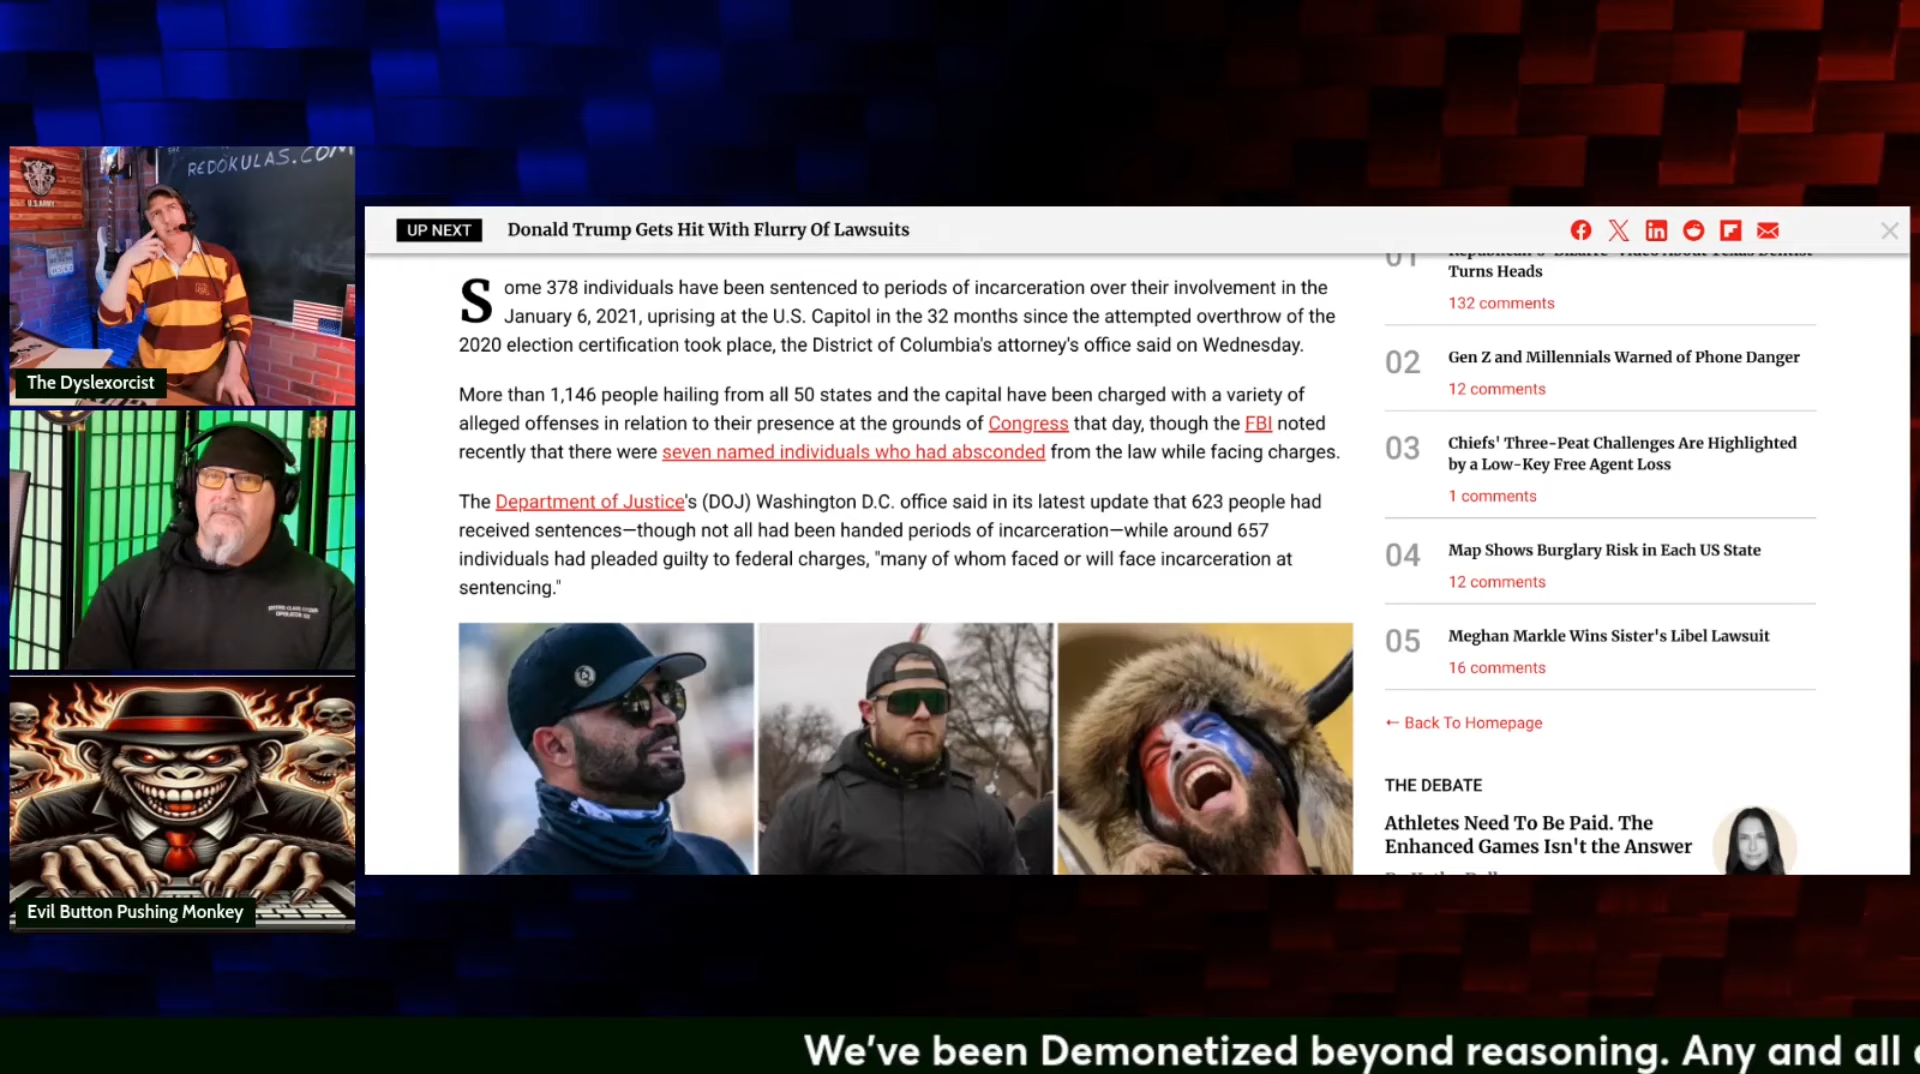 REDOKULAS.COM
U.S. ARMY
The Dyslexorcist
Evil Button Pushing Monkey
UP NEXT
Donald Trump Gets Hit With Flurry Of Lawsuits
Some 378 individuals have been sentenced to periods of incarceration over their involvement in the
January 6, 2021, uprising at the U.S. Capitol in the 32 months since the attempted overthrow of the
2020 election certification took place, the District of Columbia's attorney's office said on Wednesday.
More than 1,146 people hailing from all 50 states and the capital have been charged with a variety of
alleged offenses in relation to their presence at the grounds of Congress that day, though the FBI noted
recently that there were seven named individuals who had absconded from the law while facing charges.
The Department of Justice's (DOJ) Washington D.C. office said in its latest update that 623 people had
received sentences—though not all had been handed periods of incarceration—while around 657
individuals had pleaded guilty to federal charges, "many of whom faced or will face incarceration at
sentencing."
01
Republican's 'Bizarre' Video About Texas Dentist
Turns Heads
132 comments
02
Gen Z and Millennials Warned of Phone Danger
12 comments
03
Chiefs' Three-Peat Challenges Are Highlighted
by a Low-Key Free Agent Loss
1 comments
04
Map Shows Burglary Risk in Each US State
12 comments
05
Meghan Markle Wins Sister's Libel Lawsuit
16 comments
← Back To Homepage
THE DEBATE
Athletes Need To Be Paid. The
Enhanced Games Isn't the Answer
We've been Demonetized beyond reasoning. Any and all